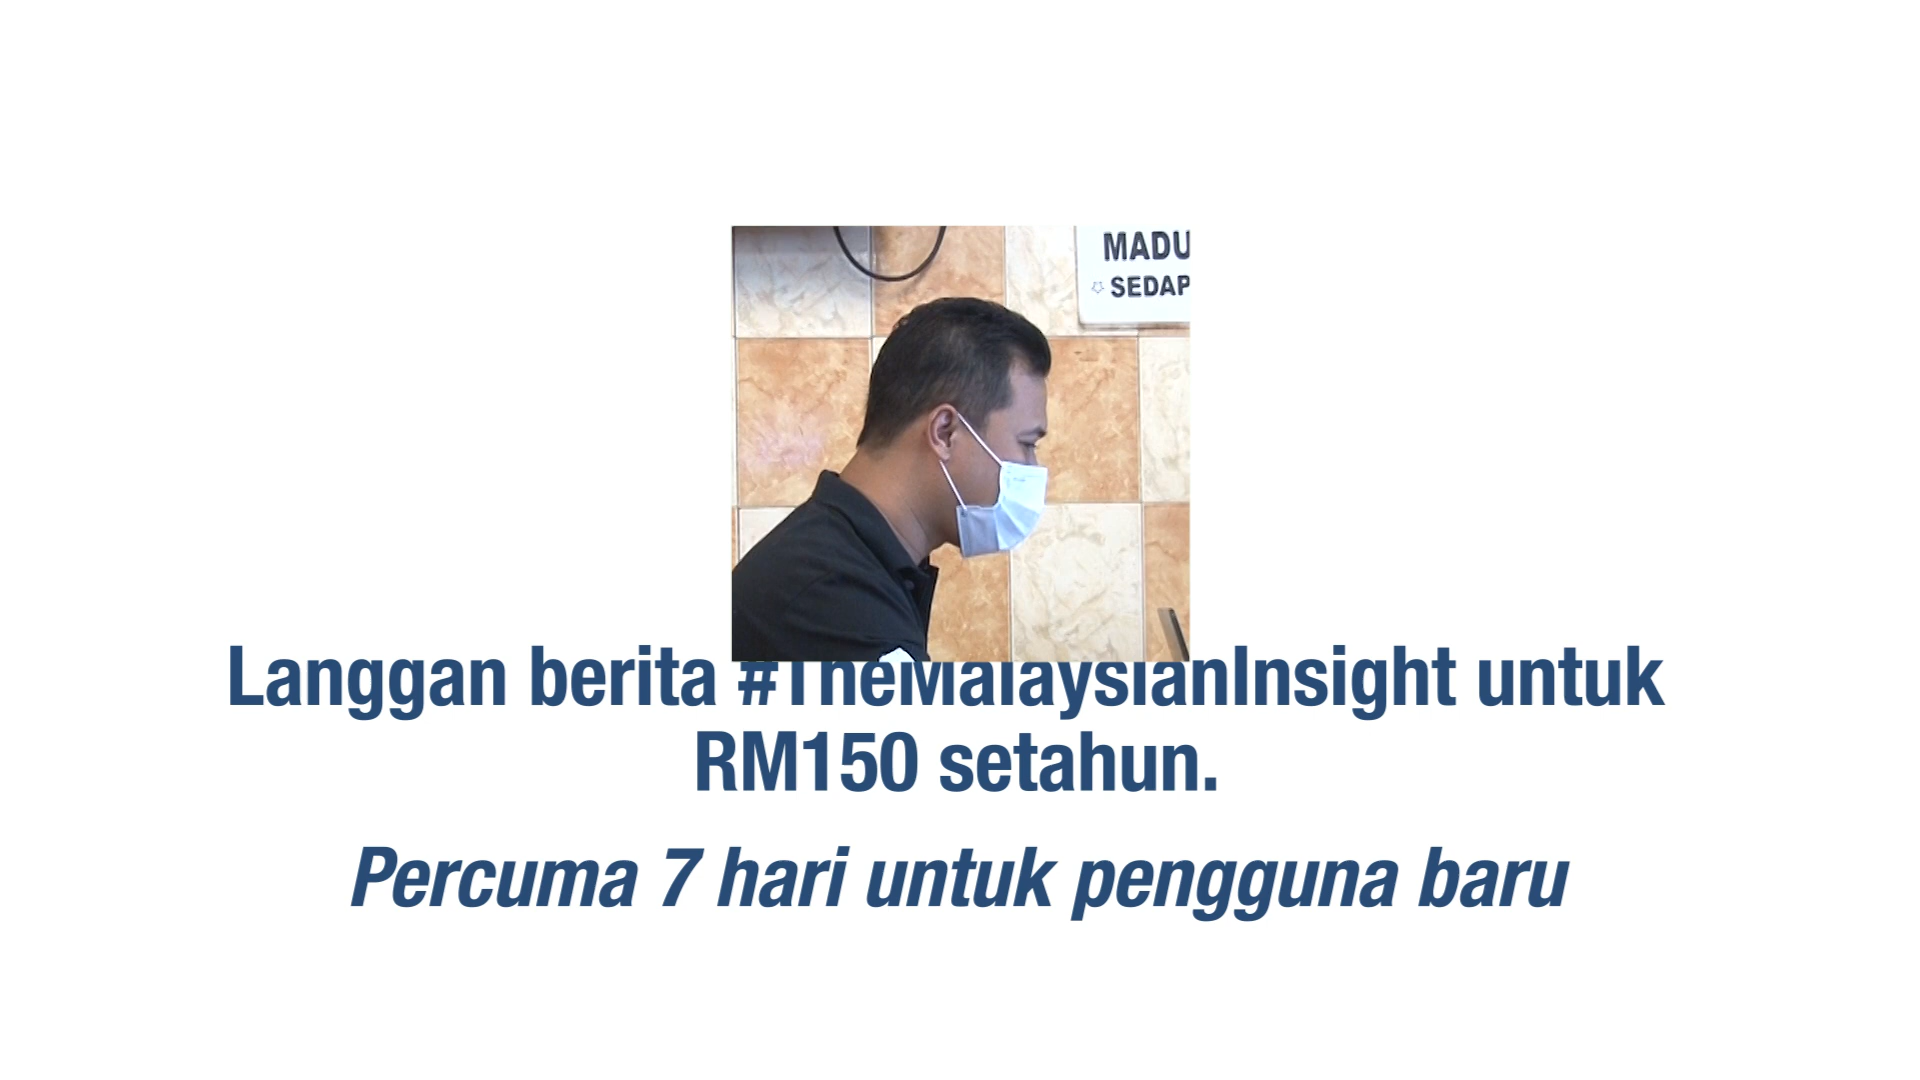 MADU
SEDAP
Langgan berita #TheMalaysianInsight untuk
RM150 setahun.
Percuma 7 hari untuk pengguna baru